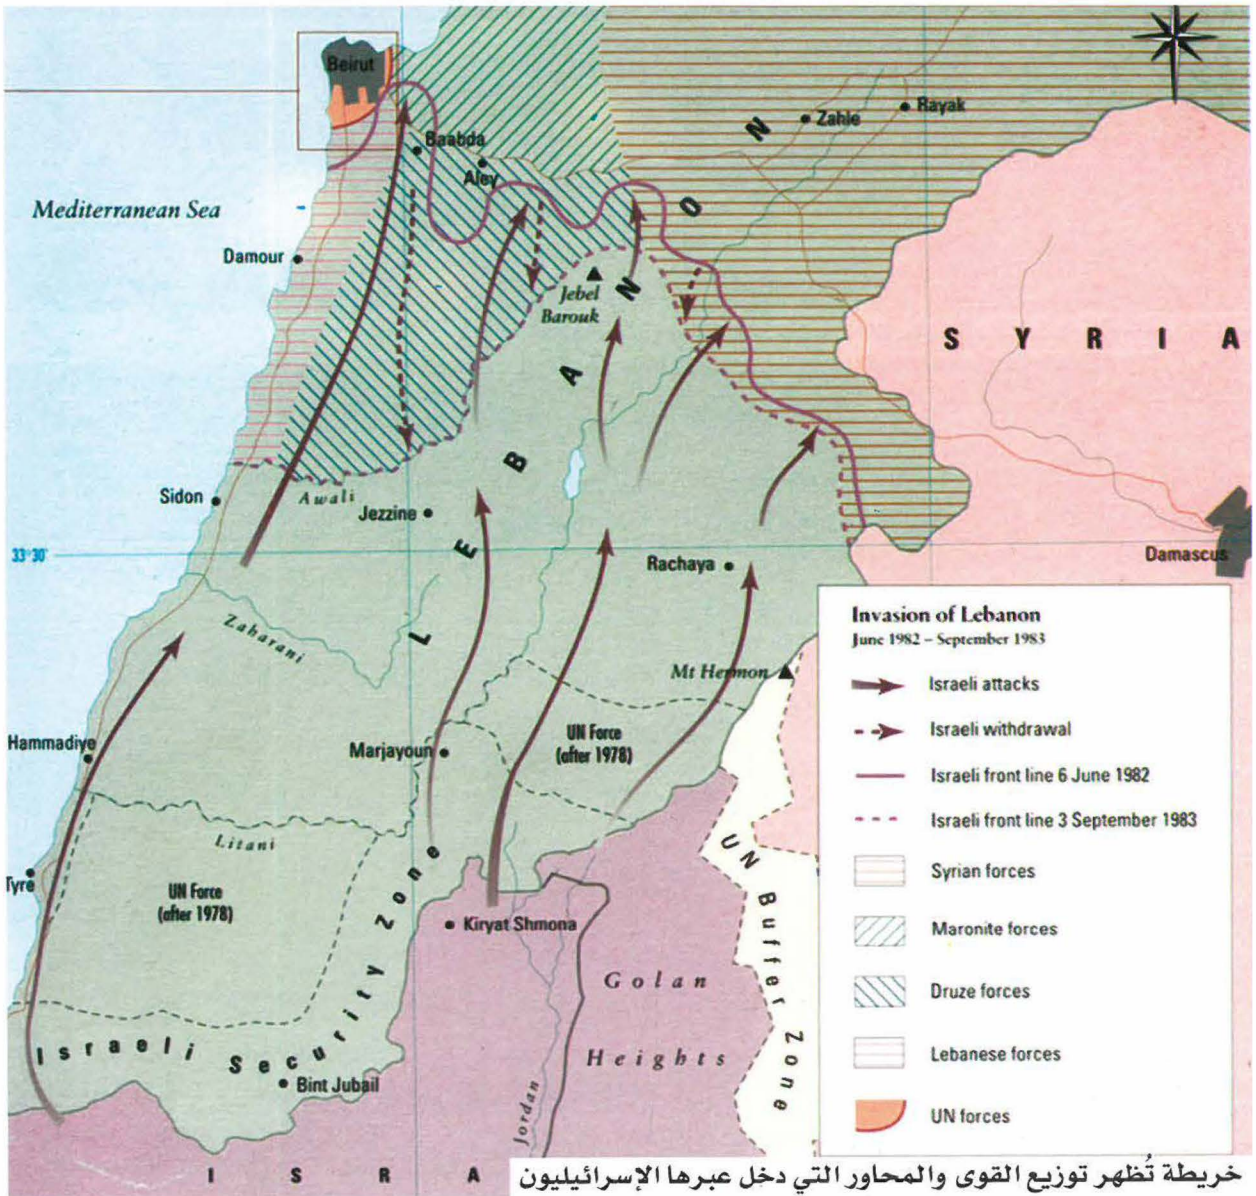 Beirut
Baabda
Aley
Zahle
Rayak
Mediterranean Sea
Damour
Jebel
Barouk
LEBANON
SYRIA
Sidon
Awali
Jezzine
33°30'
Rachaya
Damascus
Zaharani
Mt Hermon
Hammadiye
Marjayoun
UN Force
(after 1978)
Litani
Tyre
UN Force
(after 1978)
Kiryat Shmona
Golan
Heights
UN Buffer Zone
Israeli Security Zone
Bint Jubail
Jordan
ISRA
Invasion of Lebanon
June 1982 – September 1983
Israeli attacks
Israeli withdrawal
Israeli front line 6 June 1982
Israeli front line 3 September 1983
Syrian forces
Maronite forces
Druze forces
Lebanese forces
UN forces
خريطة تُظهر توزيع القوى والمحاور التي دخل عبرها الإسرائيليون